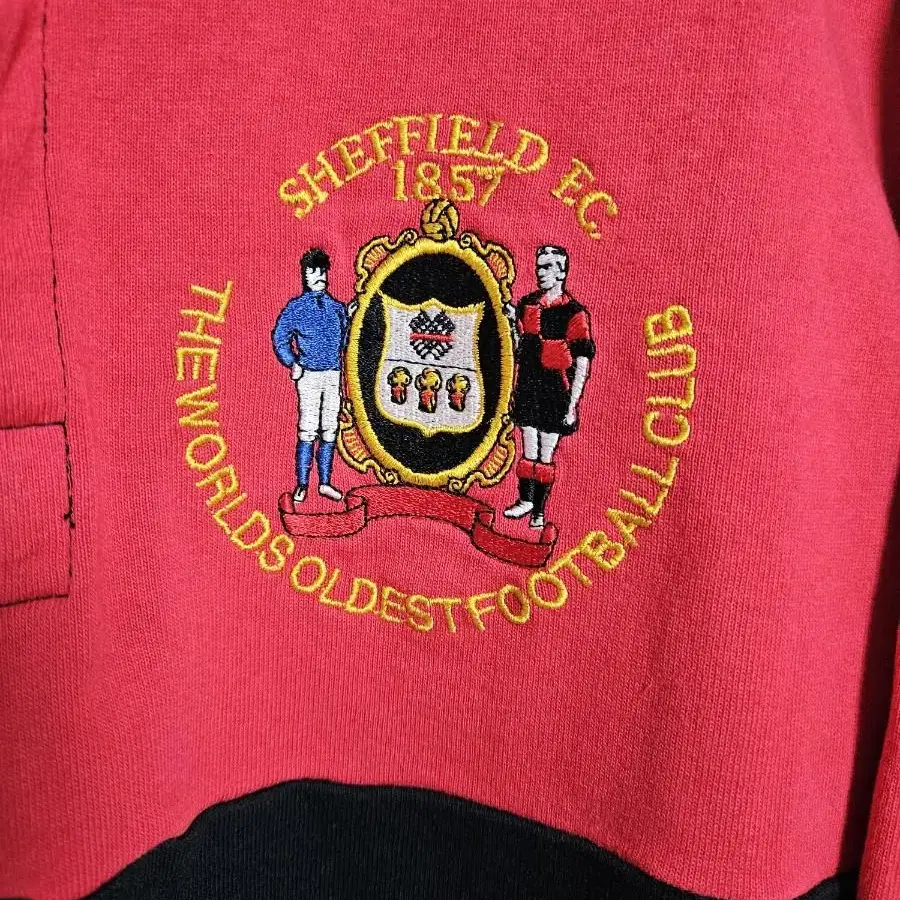 SHEFFIELD F.C.
1857
THE WORLDS OLDEST FOOTBALL CLUB